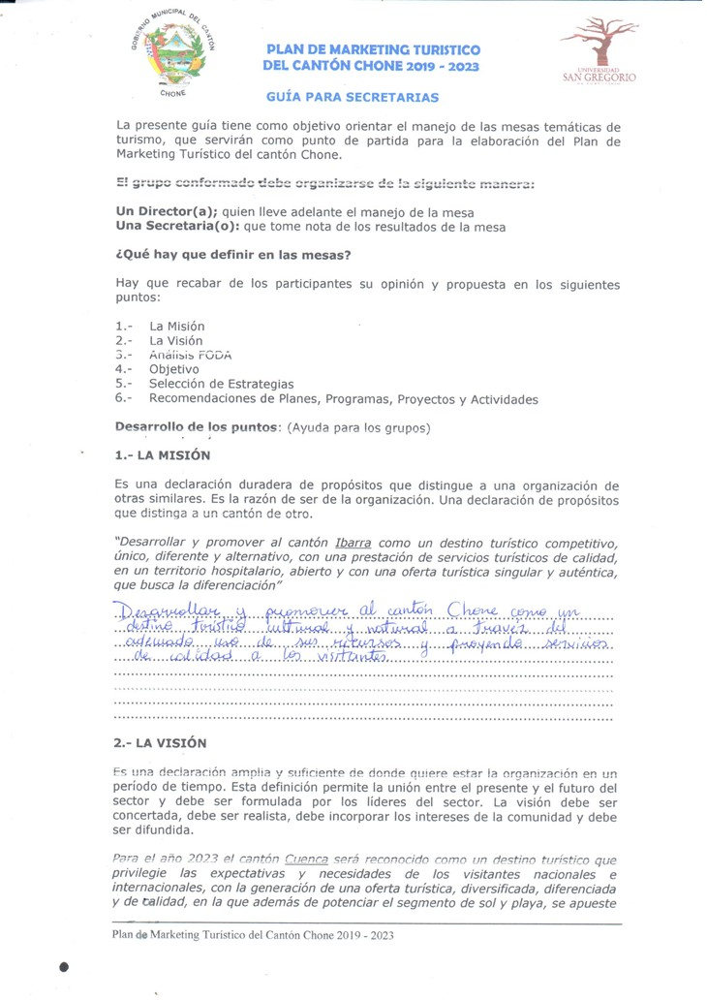 GOBIERNO MUNICIPAL DEL CANTÓN
CHONE
PLAN DE MARKETING TURISTICO
DEL CANTÓN CHONE 2019 - 2023
UNIVERSIDAD
SAN GREGORIO
GUÍA PARA SECRETARIAS
La presente guía tiene como objetivo orientar el manejo de las mesas temáticas de
turismo, que servirán como punto de partida para la elaboración del Plan de
Marketing Turístico del cantón Chone.
El grupo conformado debe organizarse de la siguiente manera:
Un Director(a); quien lleve adelante el manejo de la mesa
Una Secretaria(o): que tome nota de los resultados de la mesa
¿Qué hay que definir en las mesas?
Hay que recabar de los participantes su opinión y propuesta en los siguientes
puntos:
1.- La Misión
2.- La Visión
3.- Análisis FODA
4.- Objetivo
5.- Selección de Estrategias
6.- Recomendaciones de Planes, Programas, Proyectos y Actividades
Desarrollo de los puntos: (Ayuda para los grupos)
1.- LA MISIÓN
Es una declaración duradera de propósitos que distingue a una organización de
otras similares. Es la razón de ser de la organización. Una declaración de propósitos
que distinga a un cantón de otro.
"Desarrollar y promover al cantón Ibarra como un destino turístico competitivo,
único, diferente y alternativo, con una prestación de servicios turísticos de calidad,
en un territorio hospitalario, abierto y con una oferta turística singular y auténtica,
que busca la diferenciación"
Desarrollar y promover al cantón Chone como un
destino Turístico cultural y natural a Travez del
adecuado uso de sus recursos y proyendo servicios
de calidad a los visitantes
2.- LA VISIÓN
Es una declaración amplia y suficiente de donde quiere estar la organización en un
período de tiempo. Esta definición permite la unión entre el presente y el futuro del
sector y debe ser formulada por los líderes del sector. La visión debe ser
concertada, debe ser realista, debe incorporar los intereses de la comunidad y debe
ser difundida.
Para el año 2023 el cantón Cuenca será reconocido como un destino turístico que
privilegie las expectativas y necesidades de los visitantes nacionales e
internacionales, con la generación de una oferta turística, diversificada, diferenciada
y de calidad, en la que además de potenciar el segmento de sol y playa, se apueste
Plan de Marketing Turístico del Cantón Chone 2019 - 2023